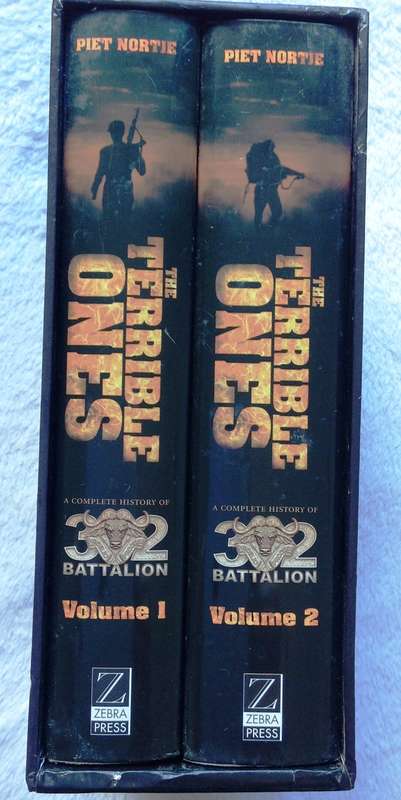 PIET NORTJE
THE
TERRIBLE
ONES
A COMPLETE HISTORY OF
32
BATTALION
Volume 1
Z
ZEBRA
PRESS
PIET NORTJE
THE
TERRIBLE
ONES
A COMPLETE HISTORY OF
32
BATTALION
Volume 2
Z
ZEBRA
PRESS